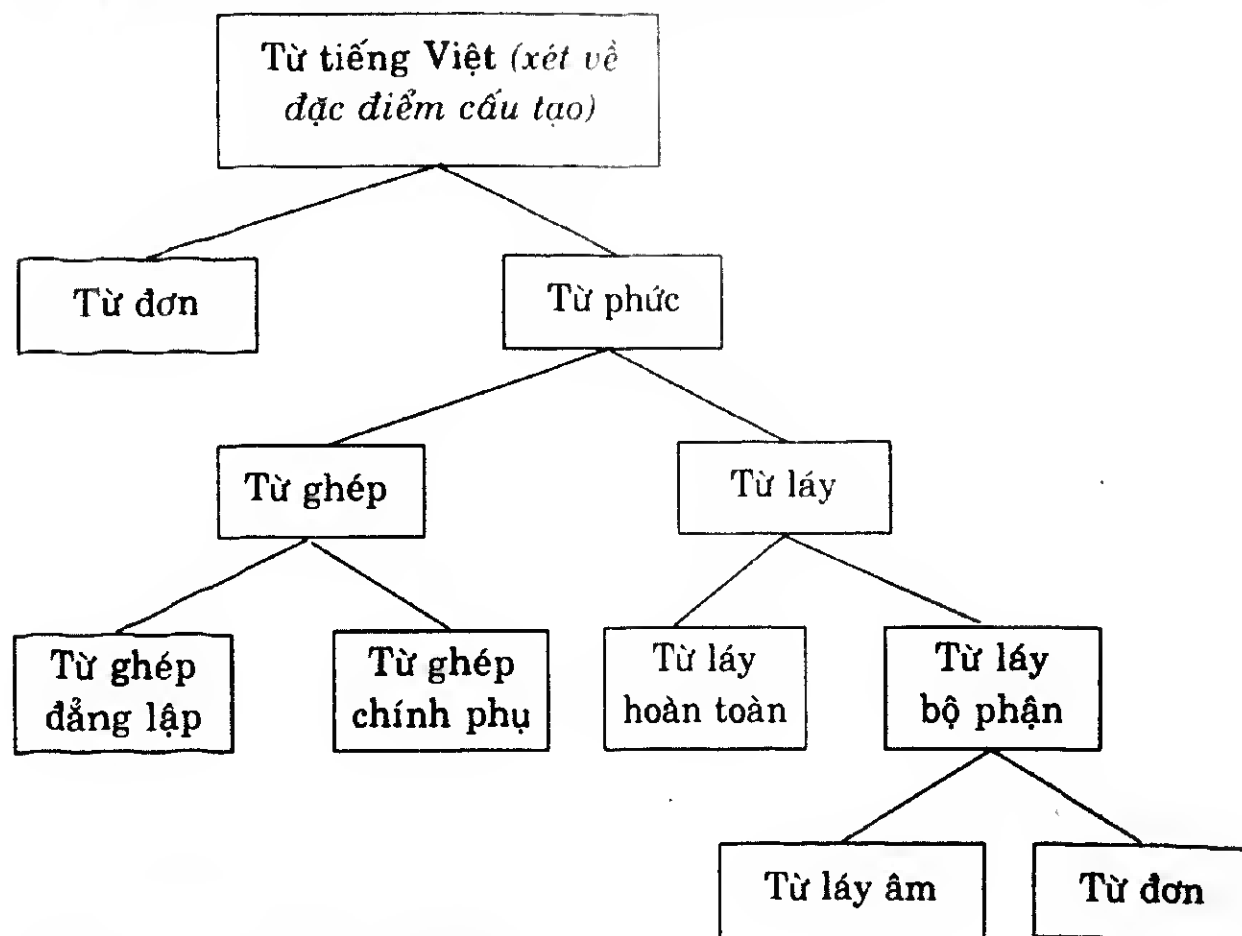 Từ tiếng Việt (xét về
đặc điểm cấu tạo)
Từ đơn
Từ phức
Từ ghép
Từ láy
Từ ghép
đẳng lập
Từ ghép
chính phụ
Từ láy
hoàn toàn
Từ láy
bộ phận
Từ láy âm
Từ đơn